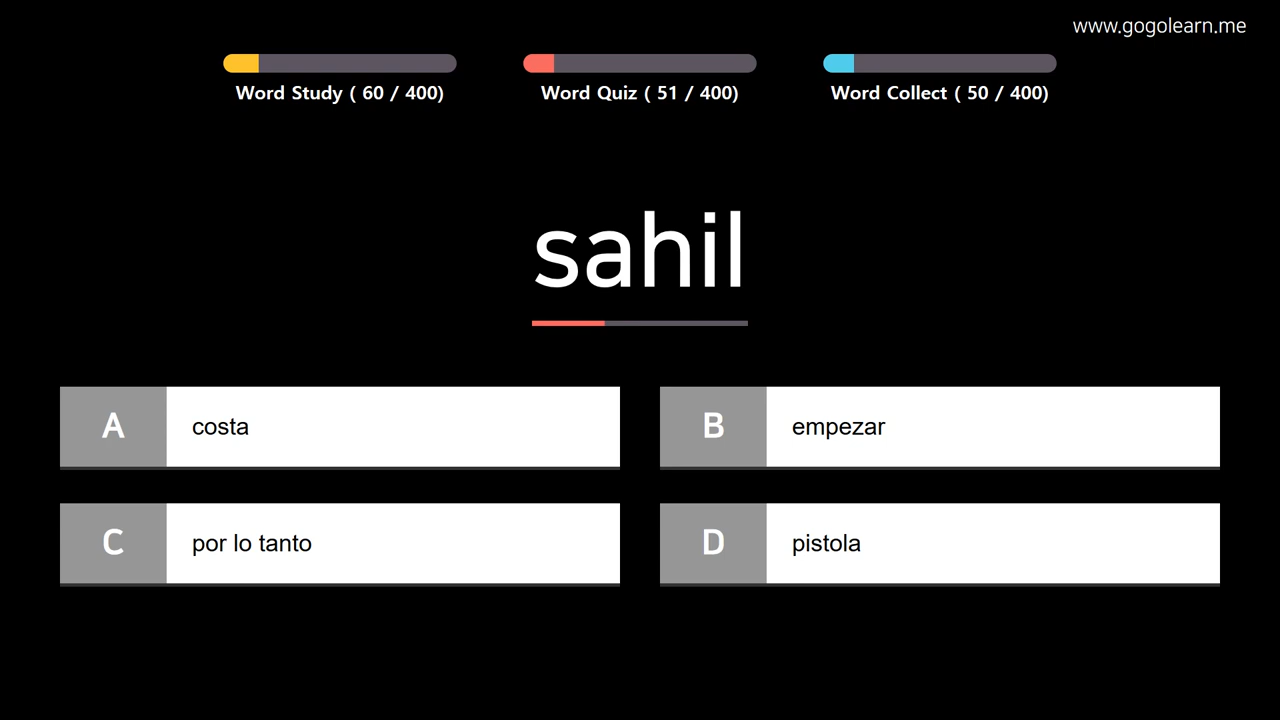 www.gogolearn.me
Word Study ( 60 / 400)
Word Quiz ( 51 / 400)
Word Collect ( 50 / 400)
sahil
A costa
B empezar
C por lo tanto
D pistola